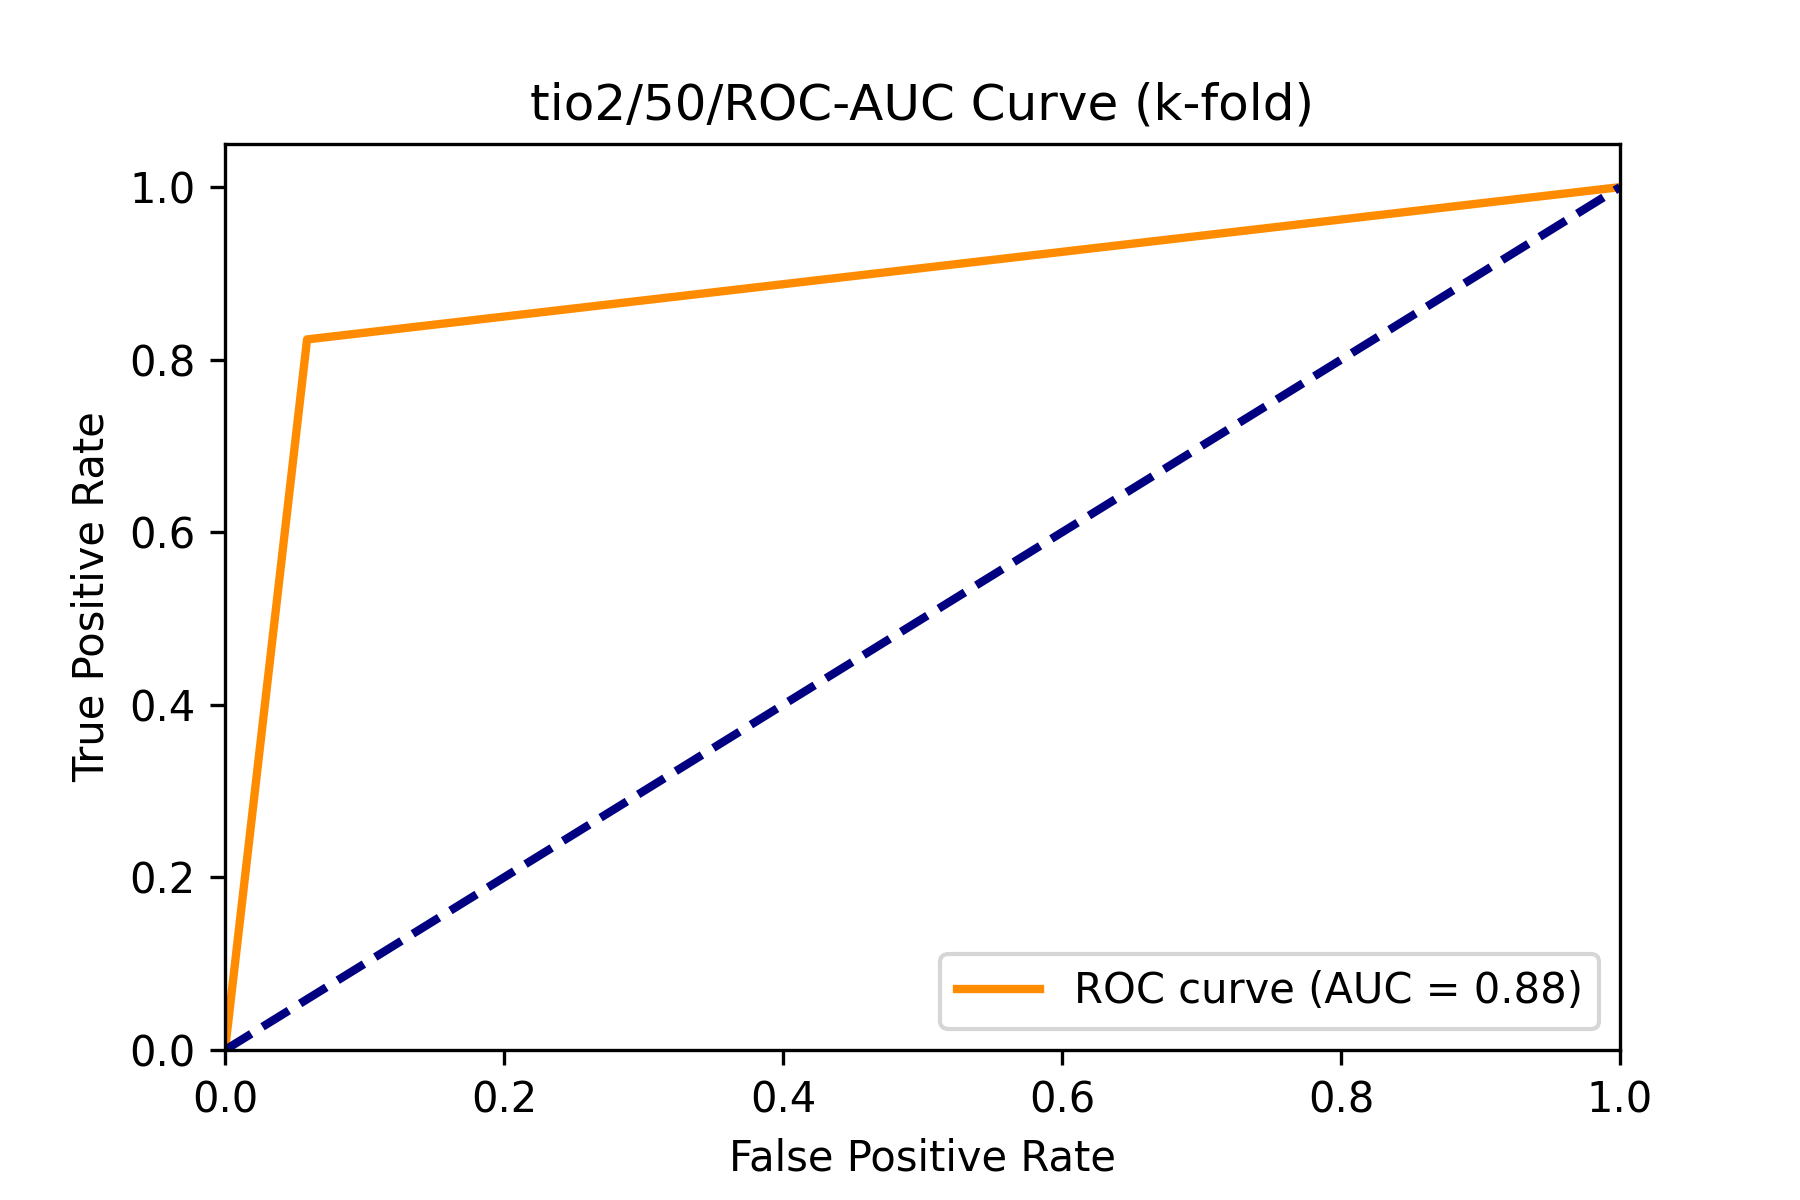 tio2/50/ROC-AUC Curve (k-fold)
1.0
0.8
0.6
0.4
0.2
0.0
True Positive Rate
ROC curve (AUC = 0.88)
0.0 0.2 0.4 0.6 0.8 1.0
False Positive Rate